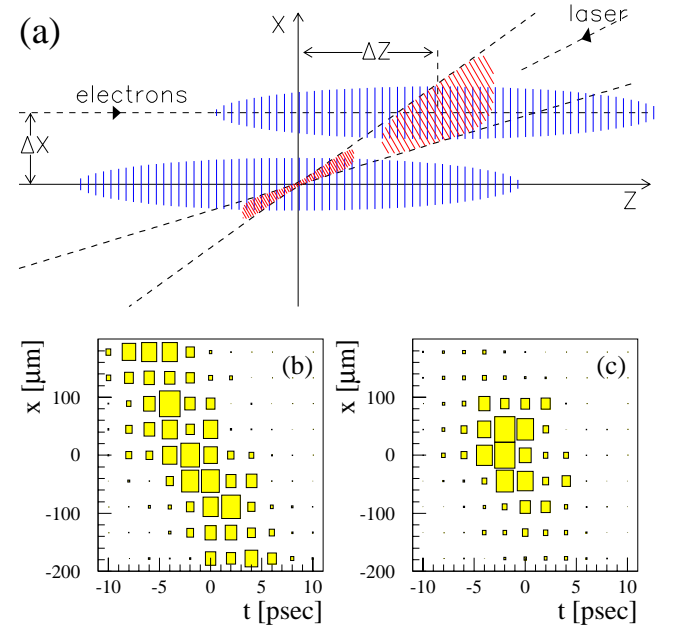 (a)
X
laser
ΔZ
electrons
ΔX
Z
(b)
(c)
x [μm]
x [μm]
100
100
0
0
-100
-100
-200
-200
-10
-5
0
5
10
-10
-5
0
5
10
t [psec]
t [psec]